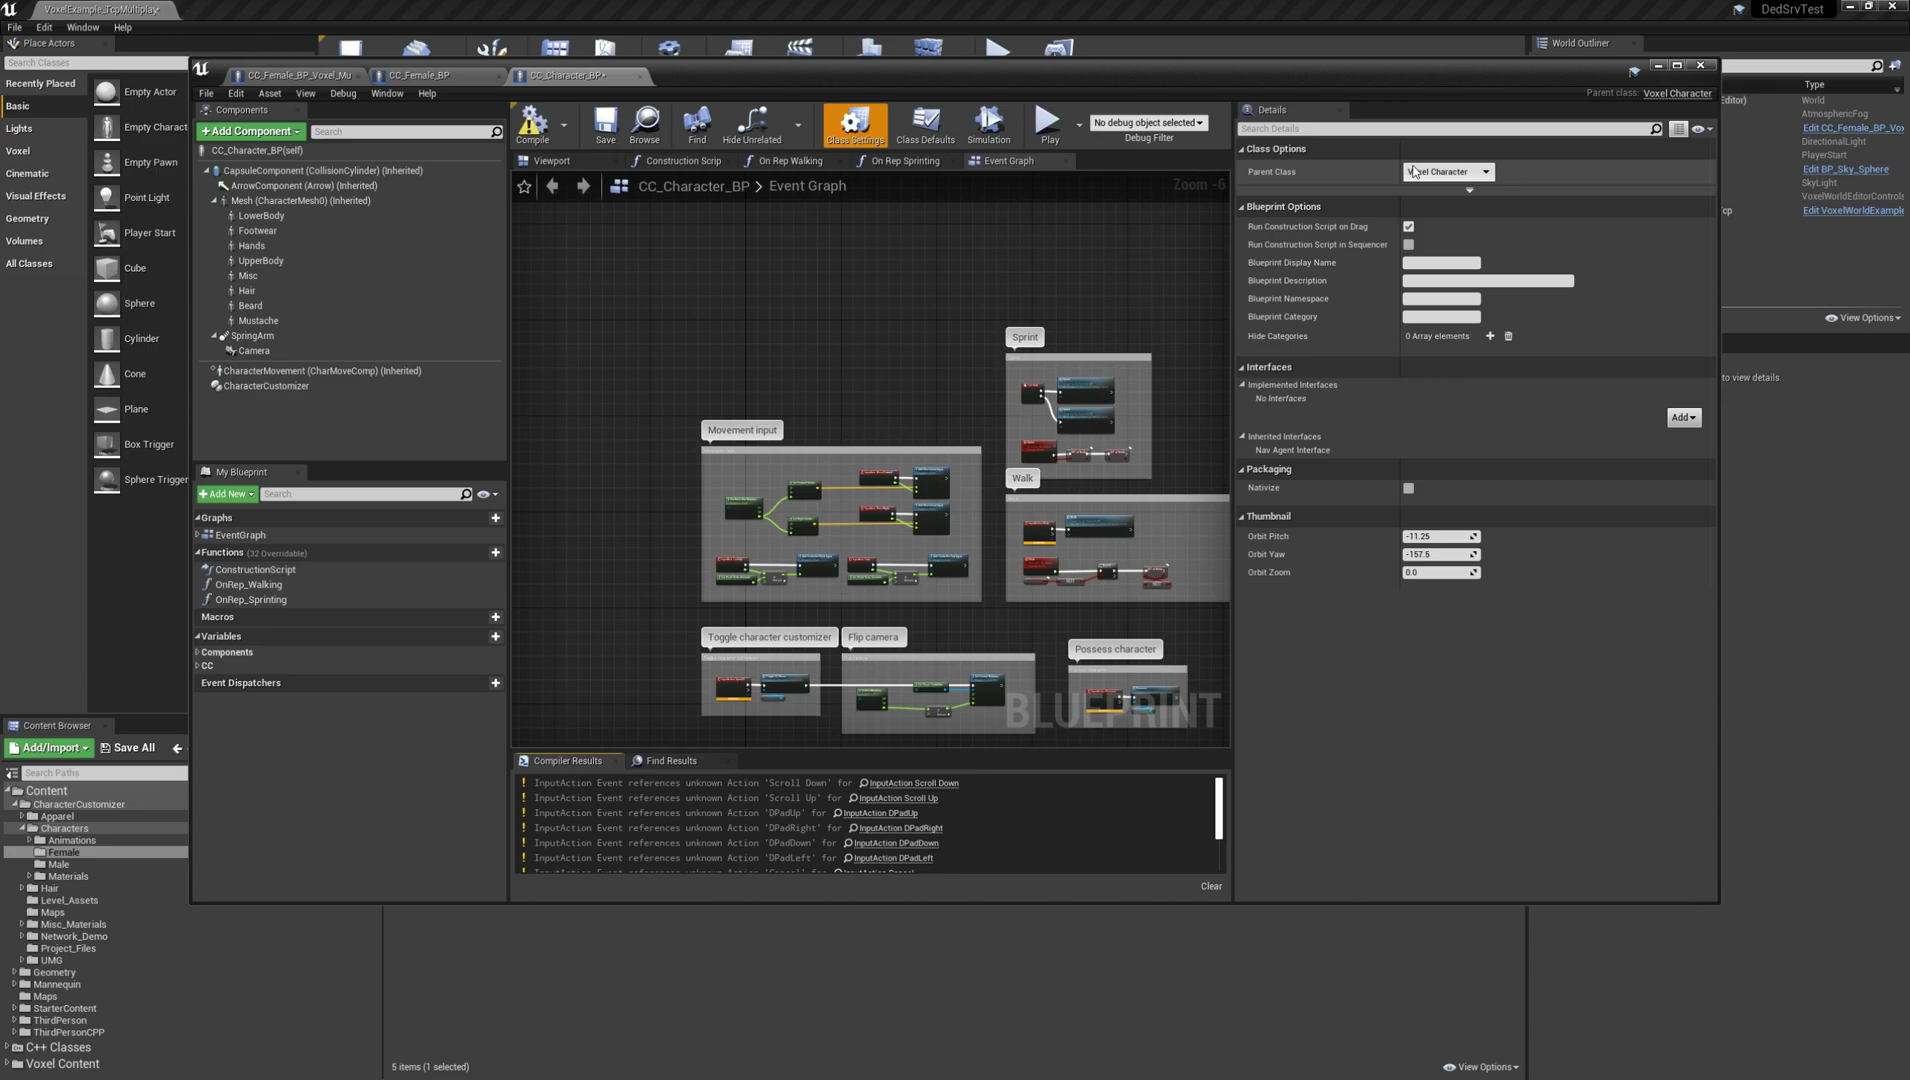 VoxelExample_TcpMultiplay
DedSrvTest
File Edit Window Help
Place Actors
World Outliner
Search Classes
Recently Placed
Basic
Lights
Voxel
Cinematic
Visual Effects
Geometry
Volumes
All Classes
Empty Actor
Empty Charact
Empty Pawn
Point Light
Player Start
Cube
Sphere
Cylinder
Cone
Plane
Box Trigger
Sphere Trigger
CC_Female_BP_Voxel_Mu
CC_Female_BP
CC_Character_BP*
File Edit Asset View Debug Window Help
Parent class: Voxel Character
Components
+Add Component
Search
CC_Character_BP(self)
CapsuleComponent (CollisionCylinder) (Inherited)
ArrowComponent (Arrow) (Inherited)
Mesh (CharacterMesh0) (Inherited)
LowerBody
Footwear
Hands
UpperBody
Misc
Hair
Beard
Mustache
SpringArm
Camera
CharacterMovement (CharMoveComp) (Inherited)
CharacterCustomizer
My Blueprint
+Add New
Search
Graphs
EventGraph
Functions (32 Overridable)
ConstructionScript
OnRep_Walking
OnRep_Sprinting
Macros
Variables
Components
CC
Event Dispatchers
Compile
Save
Browse
Find
Hide Unrelated
Class Settings
Class Defaults
Simulation
Play
No debug object selected
Debug Filter
Viewport
Construction Scrip
On Rep Walking
On Rep Sprinting
Event Graph
CC_Character_BP > Event Graph
Zoom -6
Sprint
Movement input
Walk
Toggle character customizer
Flip camera
Possess character
BLUEPRINT
Compiler Results
Find Results
InputAction Event references unknown Action 'Scroll Down' for InputAction Scroll Down
InputAction Event references unknown Action 'Scroll Up' for InputAction Scroll Up
InputAction Event references unknown Action 'DPadUp' for InputAction DPadUp
InputAction Event references unknown Action 'DPadRight' for InputAction DPadRight
InputAction Event references unknown Action 'DPadDown' for InputAction DPadDown
InputAction Event references unknown Action 'DPadLeft' for InputAction DPadLeft
Clear
Details
Search Details
Class Options
Parent Class
Character
Blueprint Options
Run Construction Script on Drag
Run Construction Script in Sequencer
Blueprint Display Name
Blueprint Description
Blueprint Namespace
Blueprint Category
Hide Categories
0 Array elements
Interfaces
Implemented Interfaces
No Interfaces
Add
Inherited Interfaces
Nav Agent Interface
Packaging
Nativize
Thumbnail
Orbit Pitch -11.25
Orbit Yaw -157.5
Orbit Zoom 0.0
Type
Editor) World
AtmosphericFog
Edit CC_Female_BP_Vox
DirectionalLight
PlayerStart
Edit BP_Sky_Sphere
SkyLight
VoxelWorldEditorControls
cp Edit VoxelWorldExample
View Options
to view details.
Content Browser
Add/Import
Save All
Search Paths
Content
CharacterCustomizer
Apparel
Characters
Animations
Female
Male
Materials
Hair
Level_Assets
Maps
Misc_Materials
Network_Demo
Project_Files
UMG
Geometry
Mannequin
Maps
StarterContent
ThirdPerson
ThirdPersonCPP
C++ Classes
Voxel Content
5 items (1 selected)
View Options